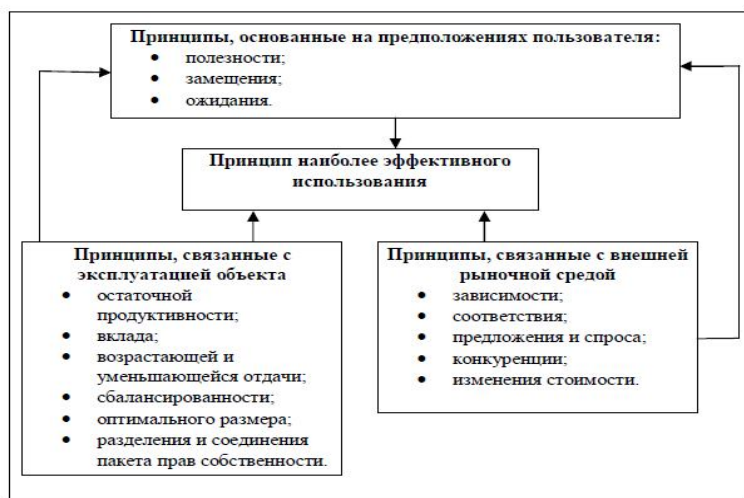 Принципы, основанные на предположениях пользователя:
• полезности;
• замещения;
• ожидания.
Принцип наиболее эффективного
использования
Принципы, связанные с
эксплуатацией объекта
• остаточной
продуктивности;
• вклада;
• возрастающей и
уменьшающейся отдачи;
• сбалансированности;
• оптимального размера;
• разделения и соединения
пакета прав собственности.
Принципы, связанные с внешней
рыночной средой
• зависимости;
• соответствия;
• предложения и спроса;
• конкуренции;
• изменения стоимости.